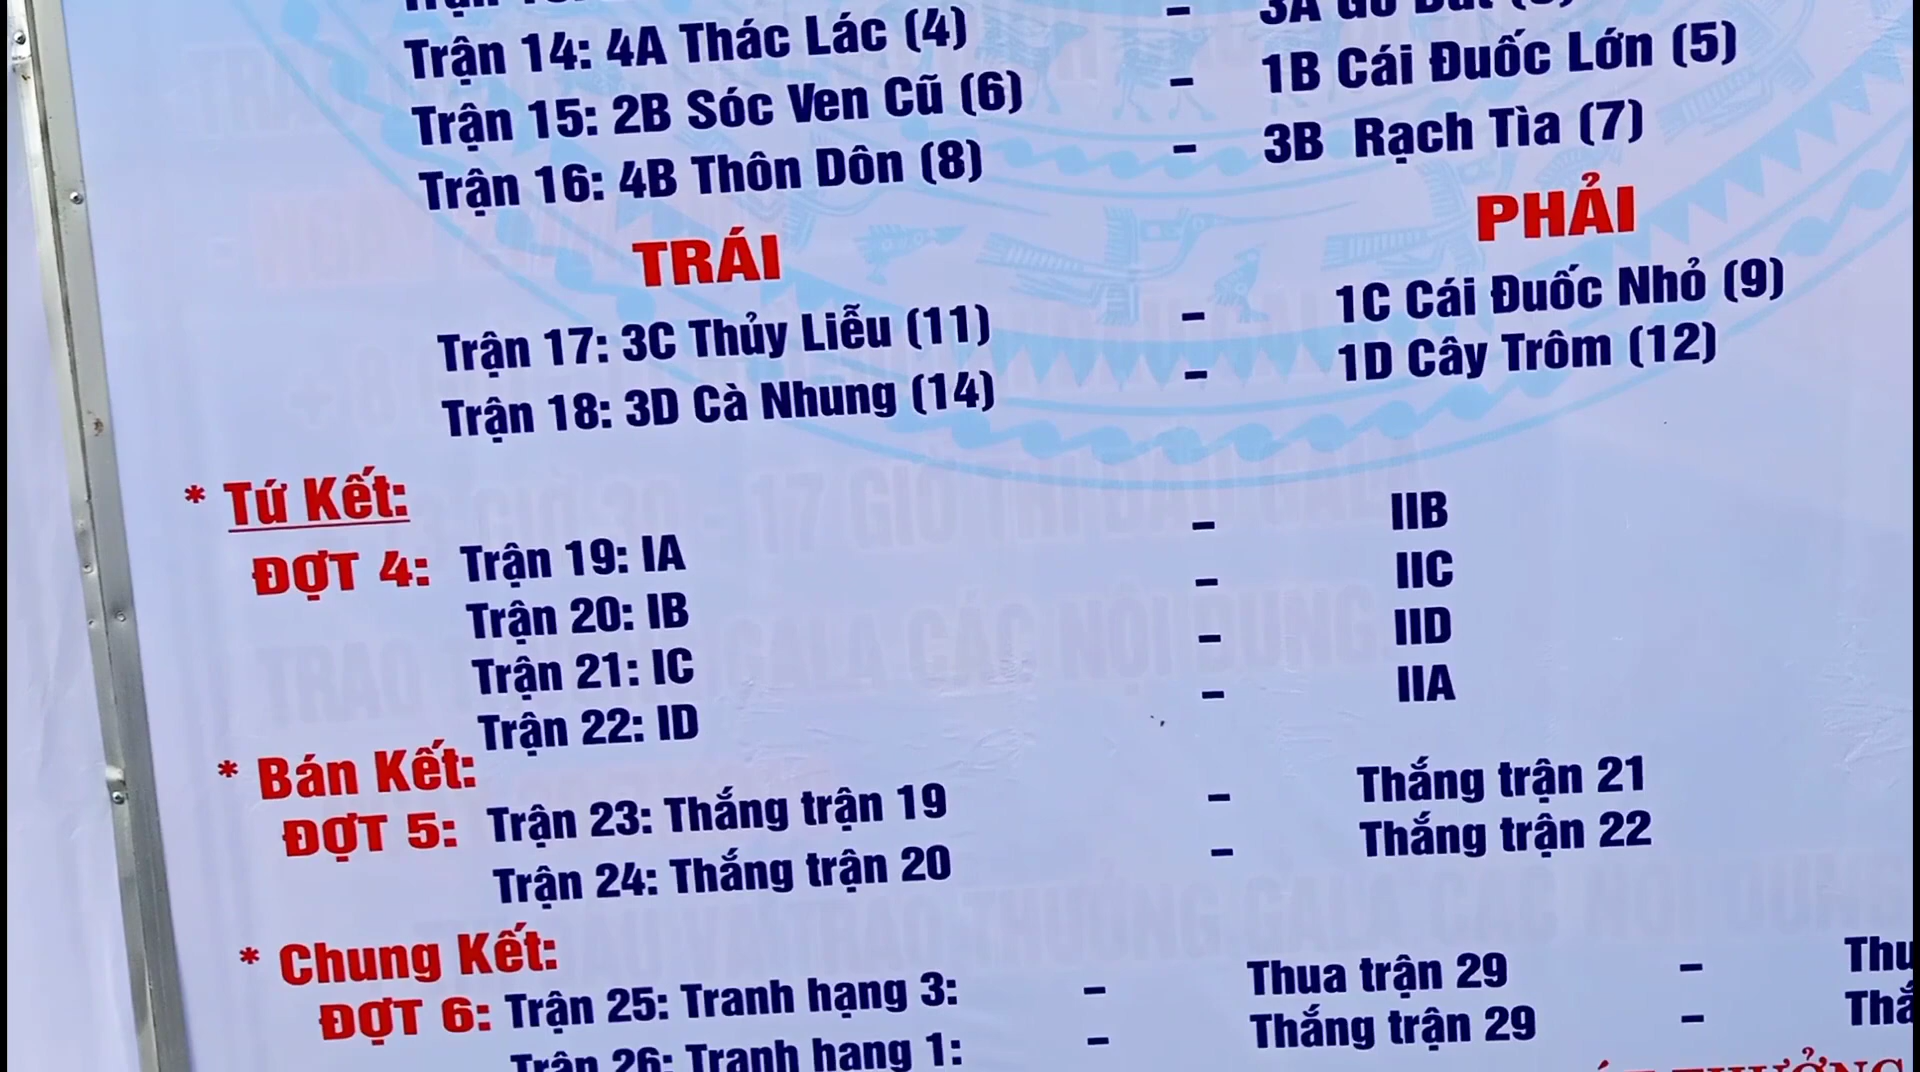 Trận 14: 4A Thác Lác (4) -
Trận 15: 2B Sóc Ven Cũ (6) - 1B Cái Đuốc Lớn (5)
Trận 16: 4B Thôn Dôn (8) - 3B Rạch Tìa (7)
TRÁI PHẢI
Trận 17: 3C Thủy Liễu (11) - 1C Cái Đuốc Nhỏ (9)
Trận 18: 3D Cà Nhung (14) - 1D Cây Trôm (12)
* Tứ Kết:
ĐỢT 4: Trận 19: IA - IIB
Trận 20: IB - IIC
Trận 21: IC - IID
Trận 22: ID - IIA
* Bán Kết:
ĐỢT 5: Trận 23: Thắng trận 19 - Thắng trận 21
Trận 24: Thắng trận 20 - Thắng trận 22
* Chung Kết:
ĐỢT 6: Trận 25: Tranh hạng 3: - Thua trận 29 -
Trận 26: Tranh hạng 1: - Thắng trận 29 -
THƯỞNG